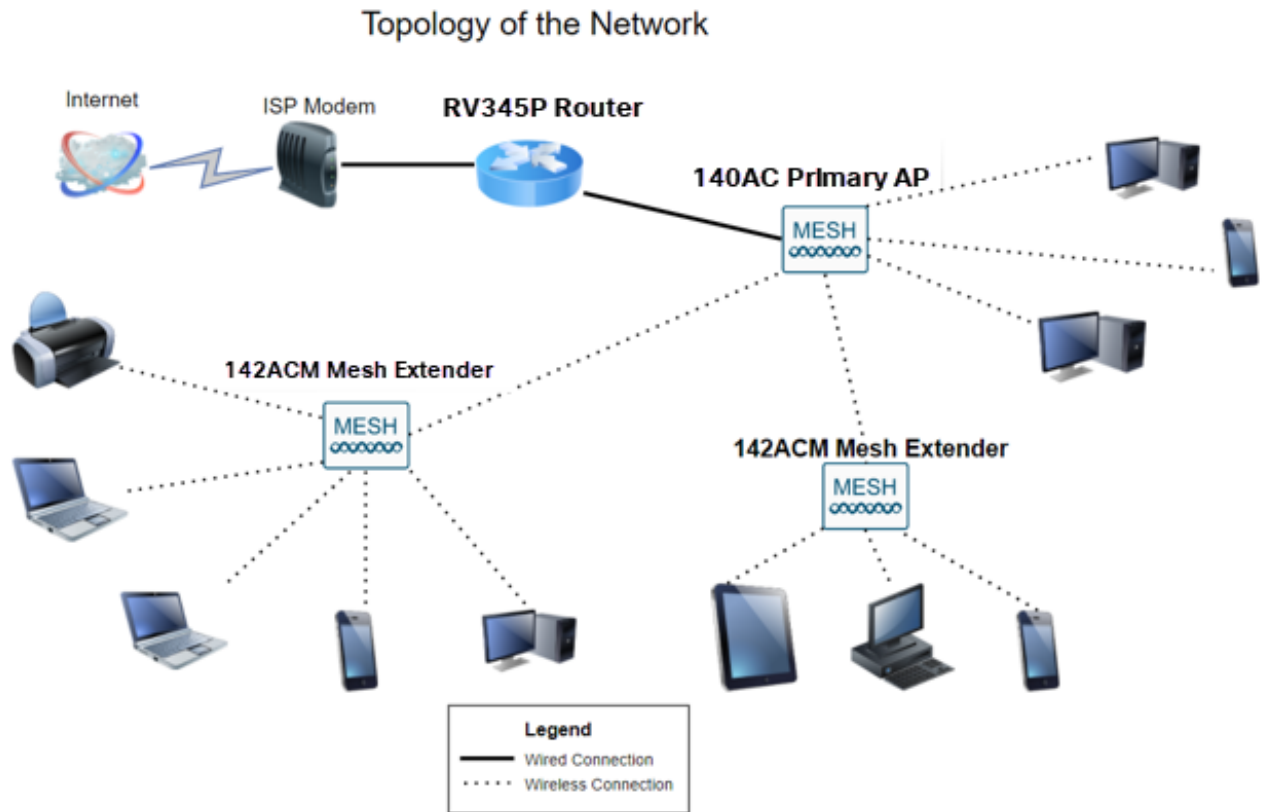 Topology of the Network
Internet
ISP Modem
RV345P Router
140AC PrImary AP
MESH
142ACM Mesh Extender
MESH
142ACM Mesh Extender
MESH
Legend
Wired Connection
Wireless Connection